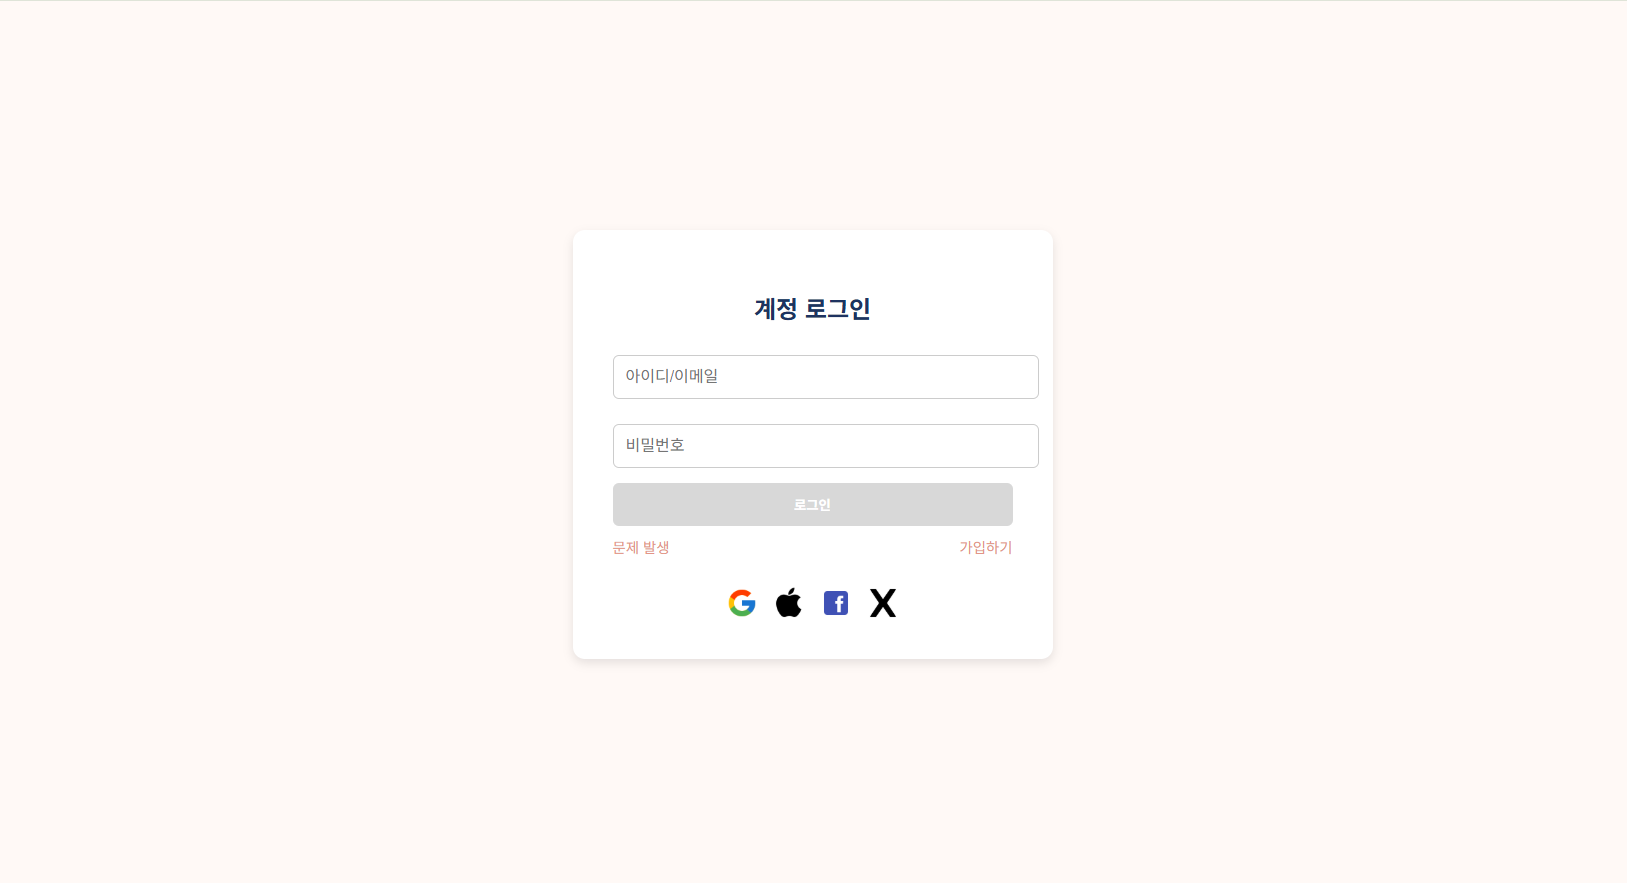 계정 로그인
아이디/이메일
비밀번호
로그인
문제 발생 가입하기